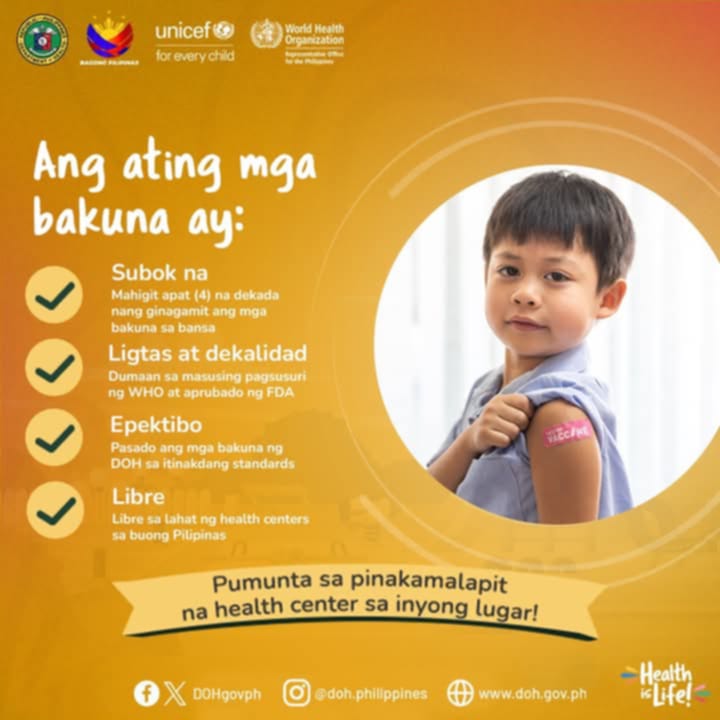 BAGONG PILIPINAS
unicef
for every child
World Health
Organization
Representative Office
for the Philippines
Ang ating mga
bakuna ay:
Subok na
Mahigit apat (4) na dekada
nang ginagamit ang mga
bakuna sa bansa
Ligtas at dekalidad
Dumaan sa masusing pagsusuri
ng WHO at aprubado ng FDA
Epektibo
Pasado ang mga bakuna ng
DOH sa itinakdang standards
Libre
Libre sa lahat ng health centers
sa buong Pilipinas
VACCINE
Pumunta sa pinakamalapit
na health center sa inyong lugar!
DOHgovph
@doh.philippines
www.doh.gov.ph
Health
is Life!